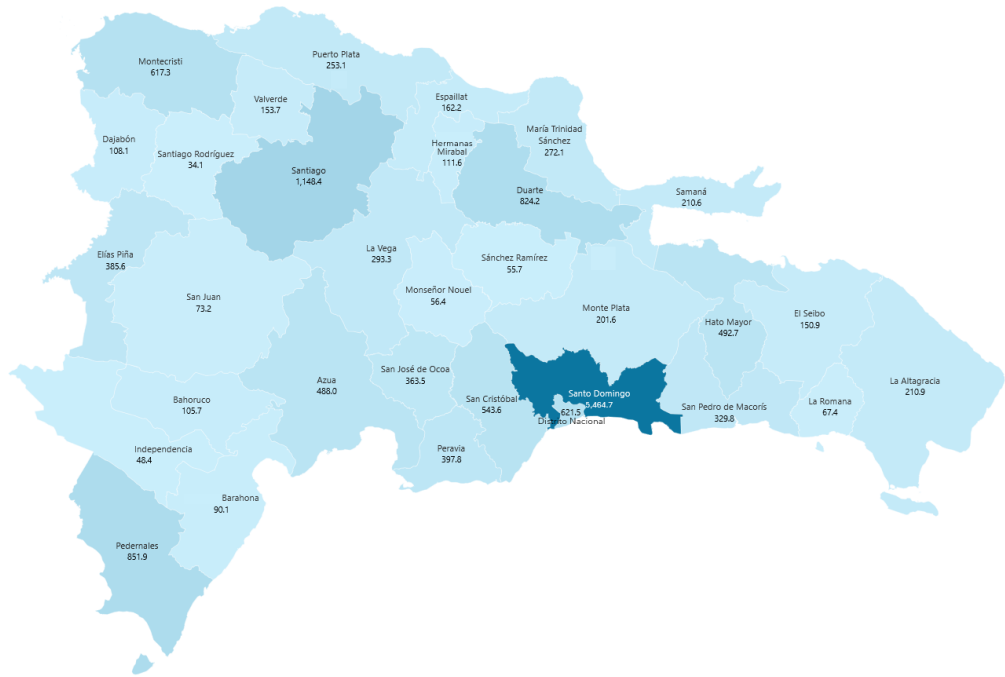 Puerto Plata
253.1
Montecristi
617.3
Valverde
153.7
Espaillat
162.2
María Trinidad
Sánchez
272.1
Dajabón
108.1
Santiago Rodríguez
34.1
Hermanas
Mirabal
111.6
Santiago
1,148.4
Duarte
824.2
Samaná
210.6
Elías Piña
385.6
La Vega
293.3
Sánchez Ramírez
55.7
San Juan
73.2
Monseñor Nouel
56.4
Monte Plata
201.6
Hato Mayor
492.7
El Seibo
150.9
Azua
488.0
San José de Ocoa
363.5
La Altagracia
210.9
Bahoruco
105.7
San Cristóbal
543.6
Santo Domingo
5,464.7
621.5
Distrito Nacional
San Pedro de Macorís
329.8
La Romana
67.4
Independencia
48.4
Peravia
397.8
Barahona
90.1
Pedernales
851.9